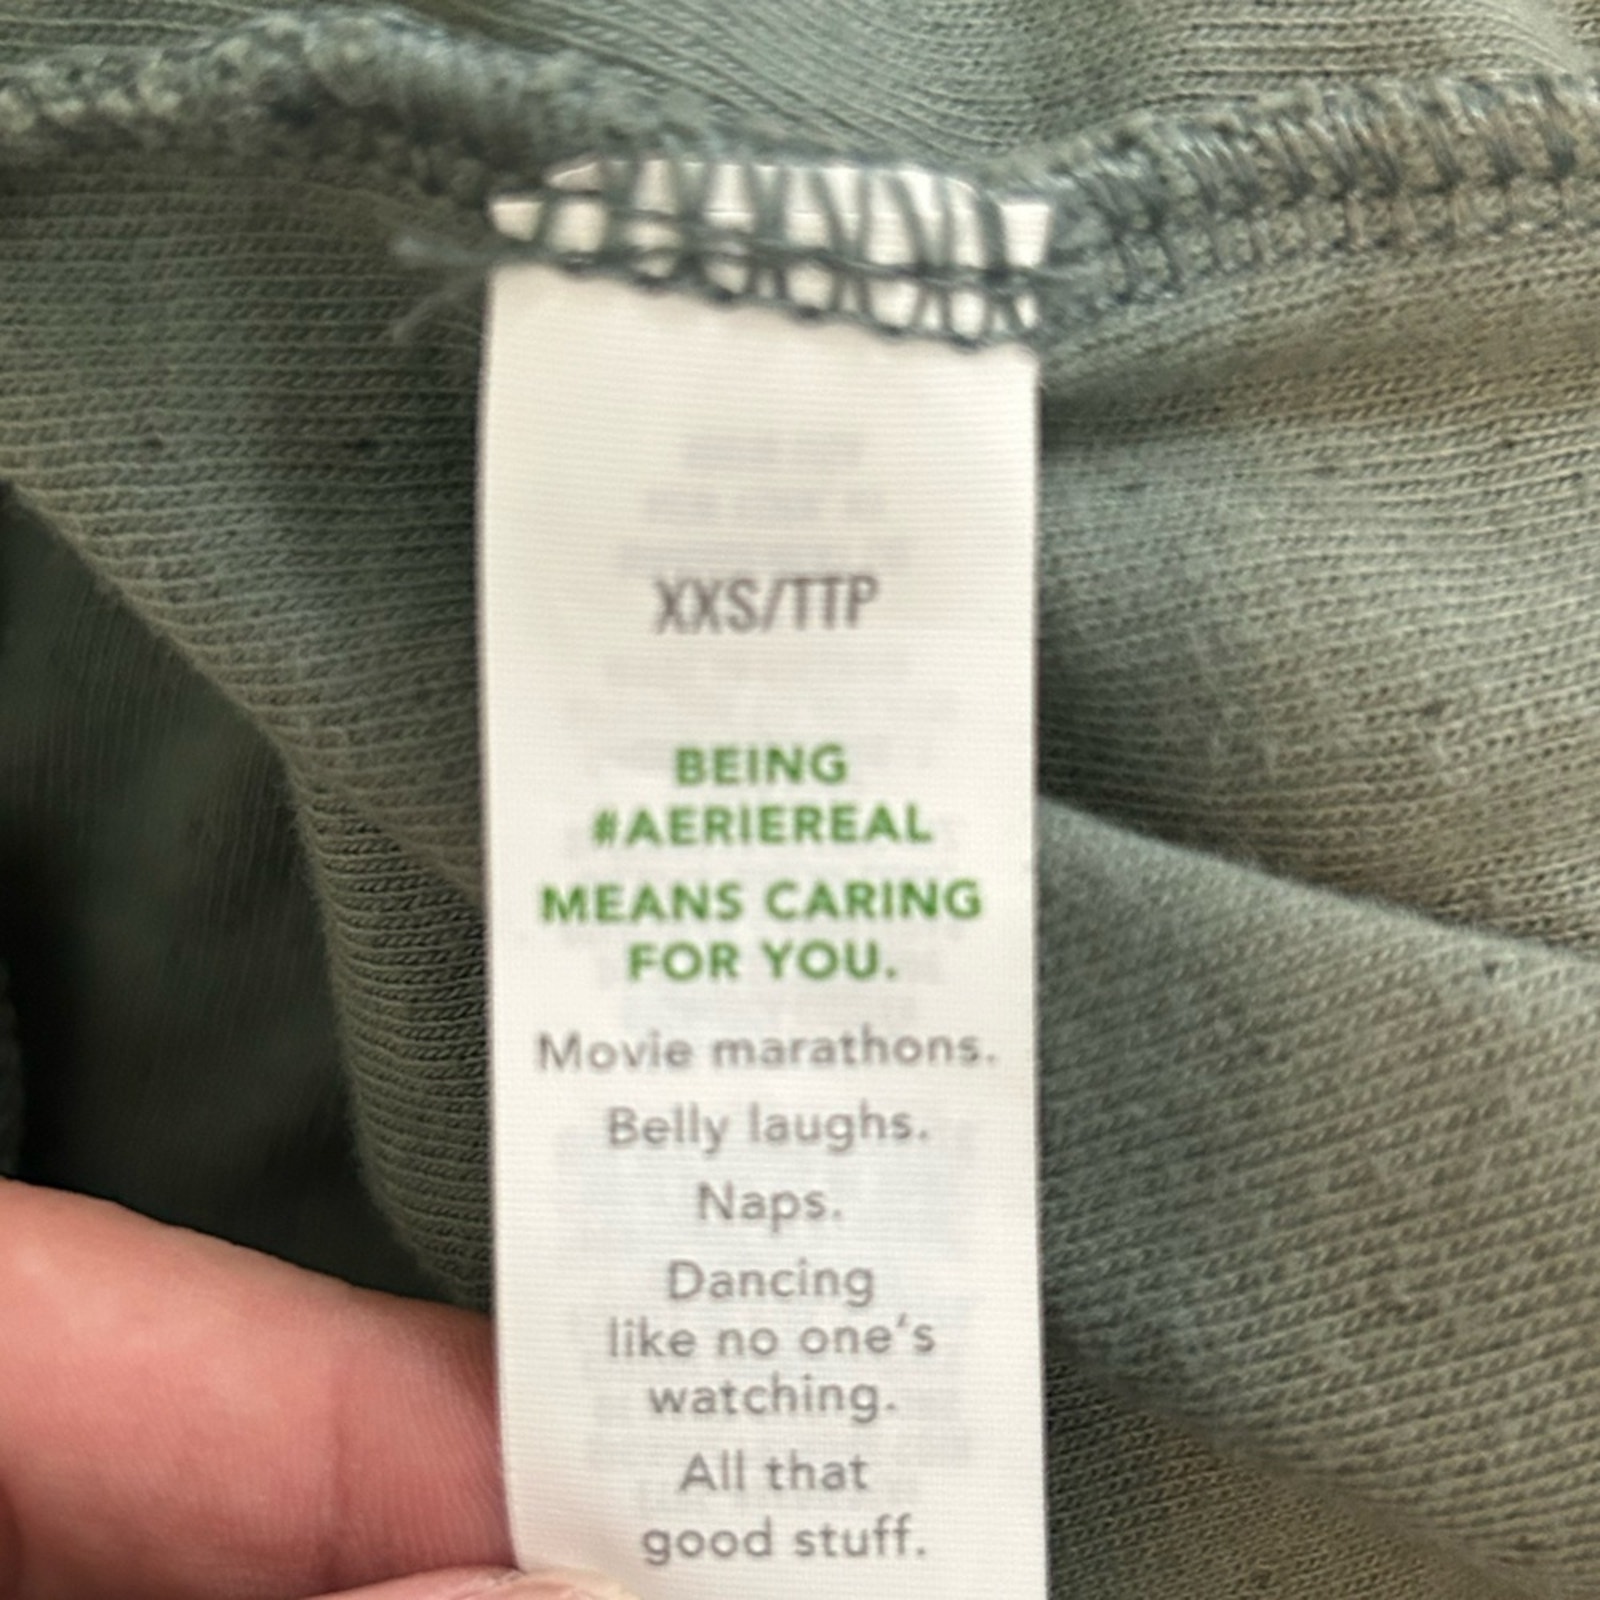 XXS/TTP
BEING
#AERIEREAL
MEANS CARING
FOR YOU.
Movie marathons.
Belly laughs.
Naps.
Dancing
like no one's
watching.
All that
good stuff.